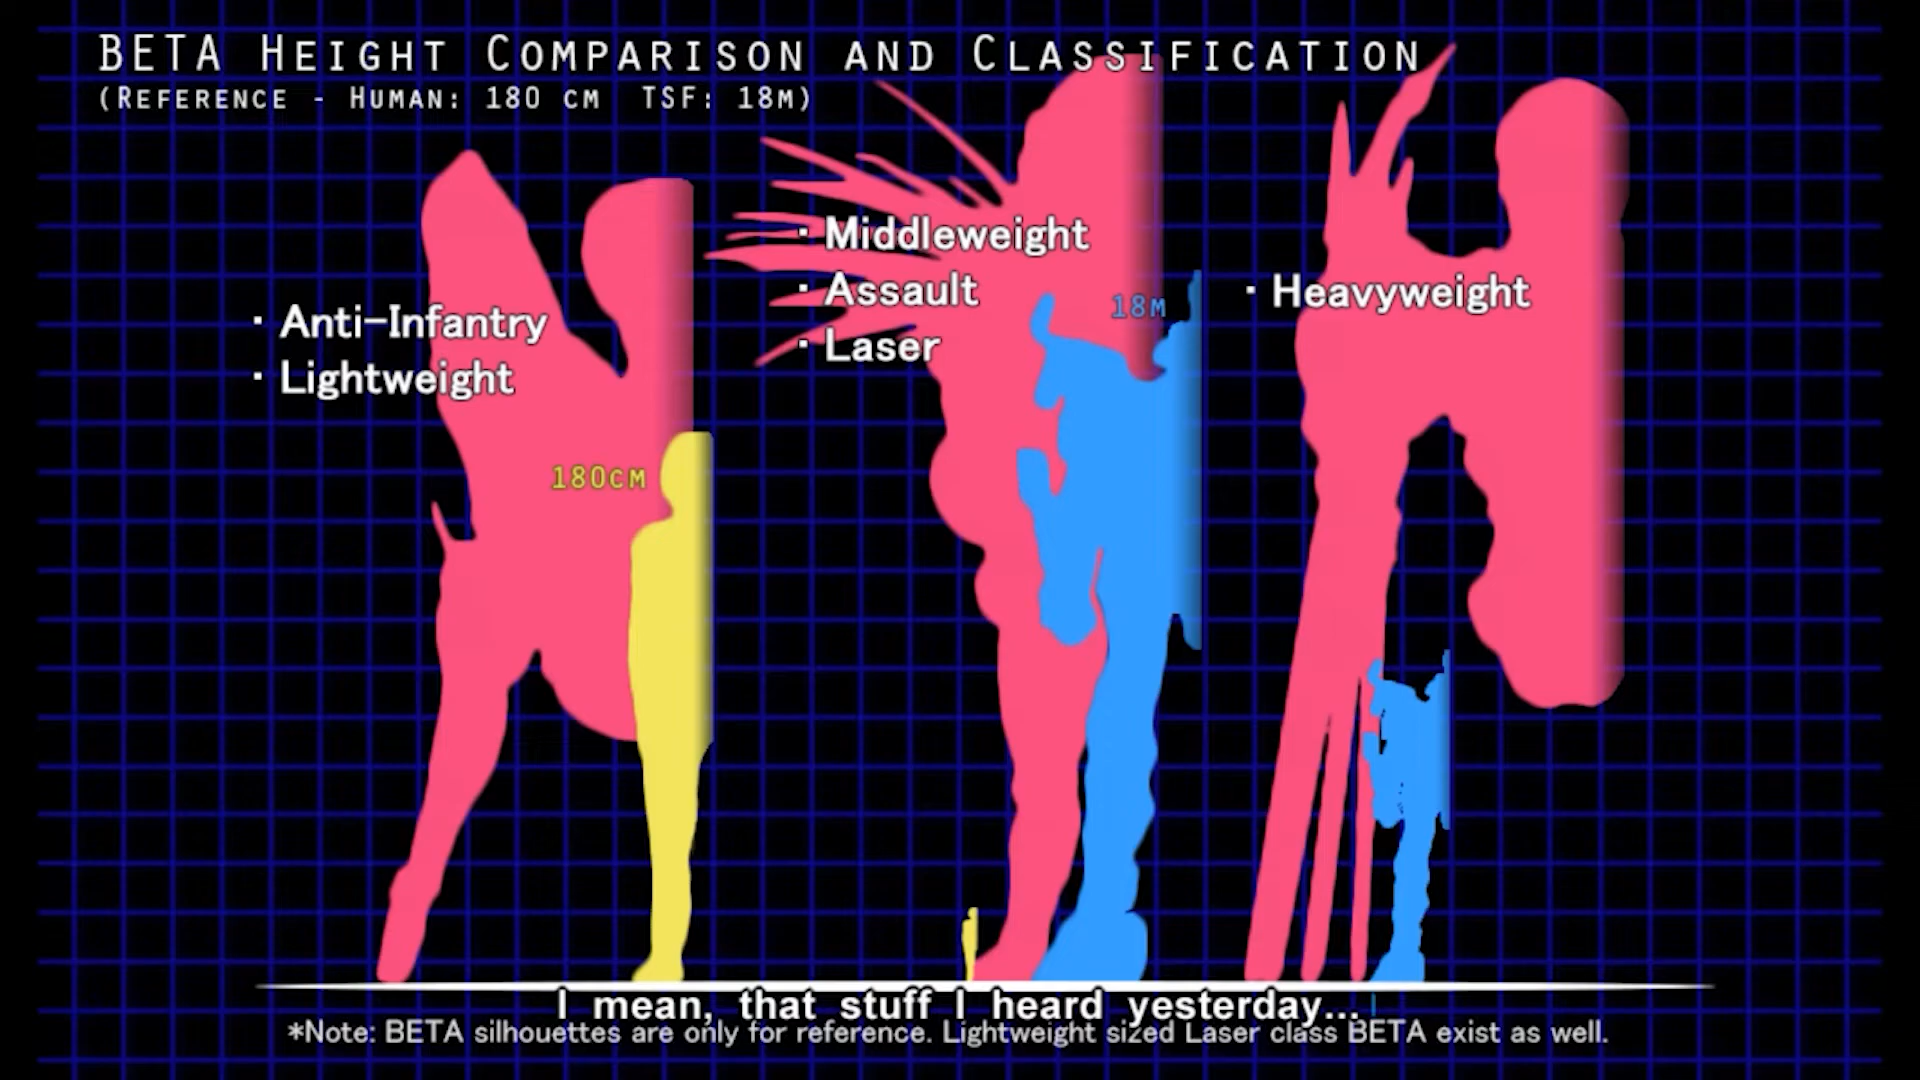 BETA HEIGHT COMPARISON AND CLASSIFICATION
(REFERENCE - HUMAN: 180 CM TSF: 18M)
· Anti-Infantry
· Lightweight
180CM
· Middleweight
· Assault
· Laser
18M
· Heavyweight
I mean, that stuff I heard yesterday...
*Note: BETA silhouettes are only for reference. Lightweight sized Laser class BETA exist as well.